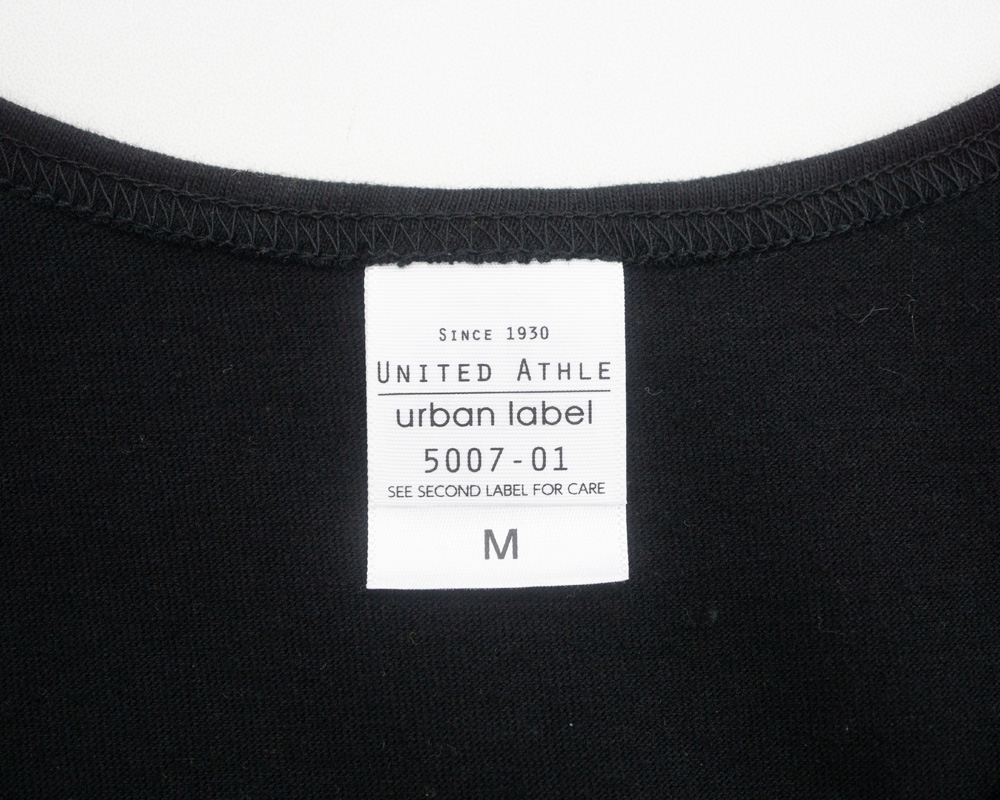 SINCE 1930
UNITED ATHLE
urban label
5007-01
SEE SECOND LABEL FOR CARE
M